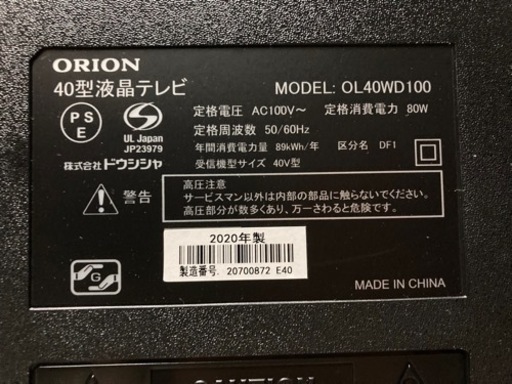 ORION
40型液晶テレビ
MODEL: OL40WD100
PS
E
UL Japan
JP23979
株式会社ドウシシャ
定格電圧 AC100V～ 定格消費電力 80W
定格周波数 50/60Hz
年間消費電力量 89kWh/年 区分名 DF1
受信機型サイズ 40V型
警告
高圧注意
サービスマン以外は内部の部品に触らないでください。
高圧部分が数多くあり、万一さわると危険です。
2020年製
製造番号. 20700872 E40
G
MADE IN CHINA
CAUTION